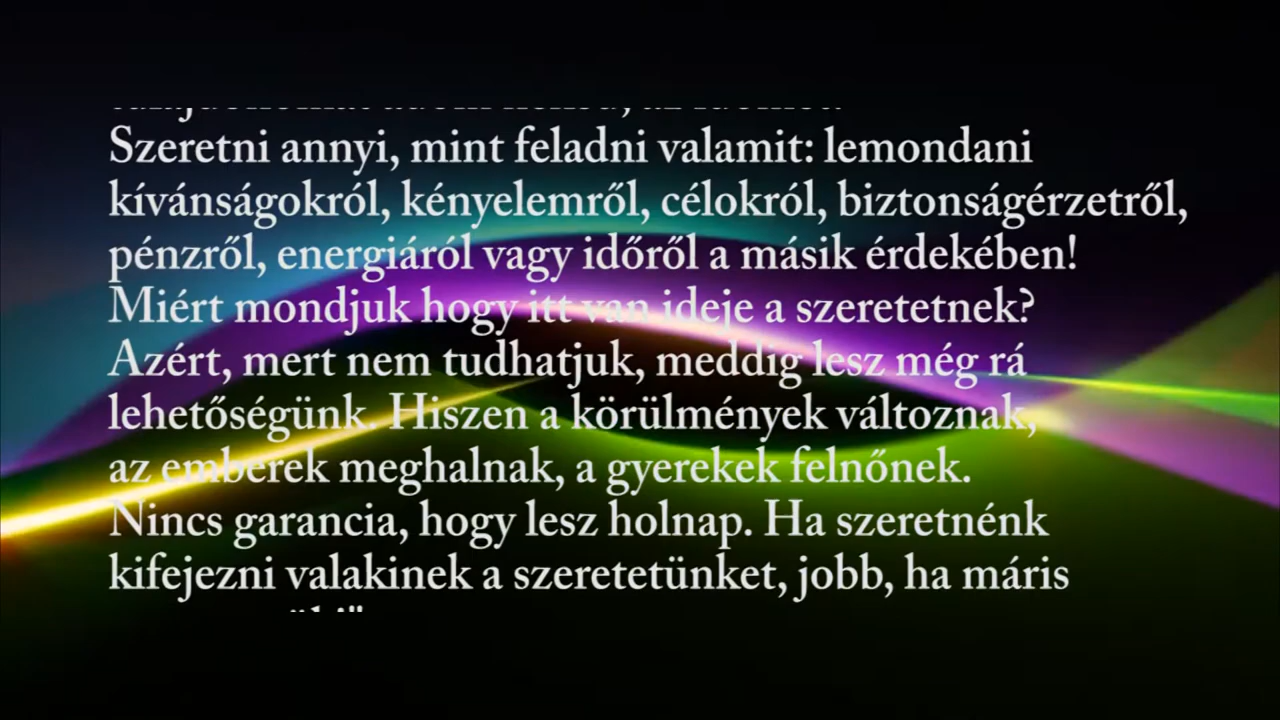 Szeretni annyi, mint feladni valamit: lemondani
kívánságokról, kényelemről, célokról, biztonságérzetről,
pénzről, energiáról vagy időről a másik érdekében!
Miért mondjuk hogy itt van ideje a szeretetnek?
Azért, mert nem tudhatjuk, meddig lesz még rá
lehetőségünk. Hiszen a körülmények változnak,
az emberek meghalnak, a gyerekek felnőnek.
Nincs garancia, hogy lesz holnap. Ha szeretnénk
kifejezni valakinek a szeretetünket, jobb, ha máris